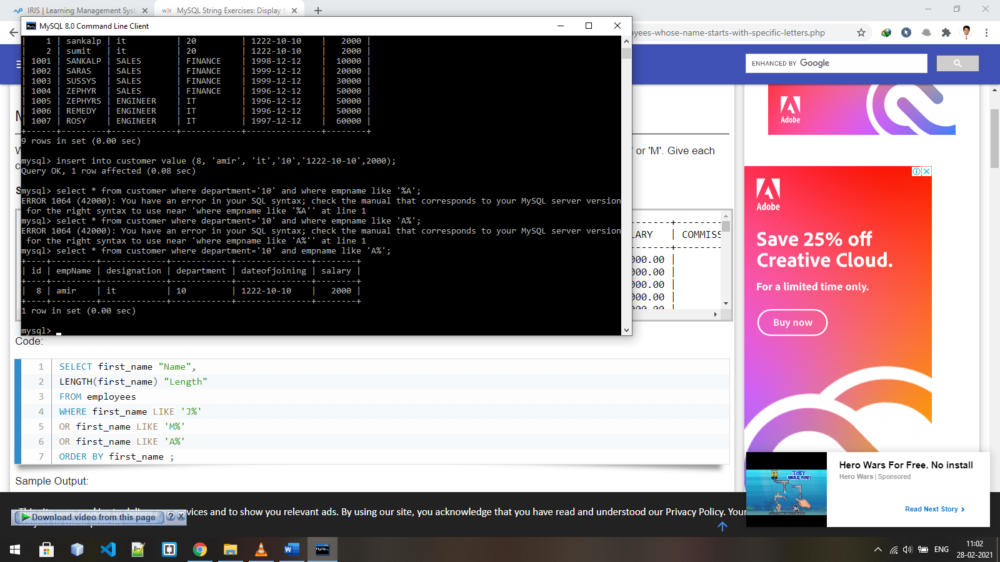 IRIS | Learning Management Syst
w3r MySQL String Exercises: Display t
MySQL 8.0 Command Line Client
oyees-whose-name-starts-with-specific-letters.php
ENHANCED BY Google
| 1 | sankalp | it | 20 | 1222-10-10 | 2000 |
| 2 | sumit | it | 20 | 1222-10-10 | 2000 |
| 1001 | SANKALP | SALES | FINANCE | 1998-12-12 | 10000 |
| 1002 | SARAS | SALES | FINANCE | 1999-12-12 | 20000 |
| 1003 | SUSSYS | SALES | FINANCE | 1999-12-12 | 30000 |
| 1004 | ZEPHYR | SALES | FINANCE | 1996-12-12 | 50000 |
| 1005 | ZEPHYRS | ENGINEER | IT | 1996-12-12 | 50000 |
| 1006 | REMEDY | ENGINEER | IT | 1996-12-12 | 50000 |
| 1007 | ROSY | ENGINEER | IT | 1997-12-12 | 60000 |
+------+---------+-------------+------------+---------------+--------+
9 rows in set (0.00 sec)
mysql> insert into customer value (8, 'amir', 'it','10','1222-10-10',2000);
Query OK, 1 row affected (0.08 sec)
mysql> select * from customer where department='10' and where empname like '%A';
ERROR 1064 (42000): You have an error in your SQL syntax; check the manual that corresponds to your MySQL server version
for the right syntax to use near 'where empname like '%A'' at line 1
mysql> select * from customer where department='10' and where empname like 'A%';
ERROR 1064 (42000): You have an error in your SQL syntax; check the manual that corresponds to your MySQL server version
for the right syntax to use near 'where empname like 'A%'' at line 1
mysql> select * from customer where department='10' and empname like 'A%';
+----+---------+-------------+------------+---------------+--------+
| id | empName | designation | department | dateofjoining | salary |
+----+---------+-------------+------------+---------------+--------+
| 8 | amir | it | 10 | 1222-10-10 | 2000 |
+----+---------+-------------+------------+---------------+--------+
1 row in set (0.00 sec)
mysql>
' or 'M'. Give each
-------+--------
LARY | COMMISS
-------+--------
000.00 |
000.00 |
000.00 |
000.00 |
000.00 |
Code:
1 SELECT first_name "Name",
2 LENGTH(first_name) "Length"
3 FROM employees
4 WHERE first_name LIKE 'J%'
5 OR first_name LIKE 'M%'
6 OR first_name LIKE 'A%'
7 ORDER BY first_name ;
Sample Output:
Adobe
Adobe
Save 25% off
Creative Cloud.
For a limited time only.
Buy now
THEY NEED AIR!
Hero Wars For Free. No install
Hero Wars | Sponsored
Read Next Story
vices and to show you relevant ads. By using our site, you acknowledge that you have read and understood our Privacy Policy. Your
Download video from this page
? X
MySQL
ENG
11:02
28-02-2021